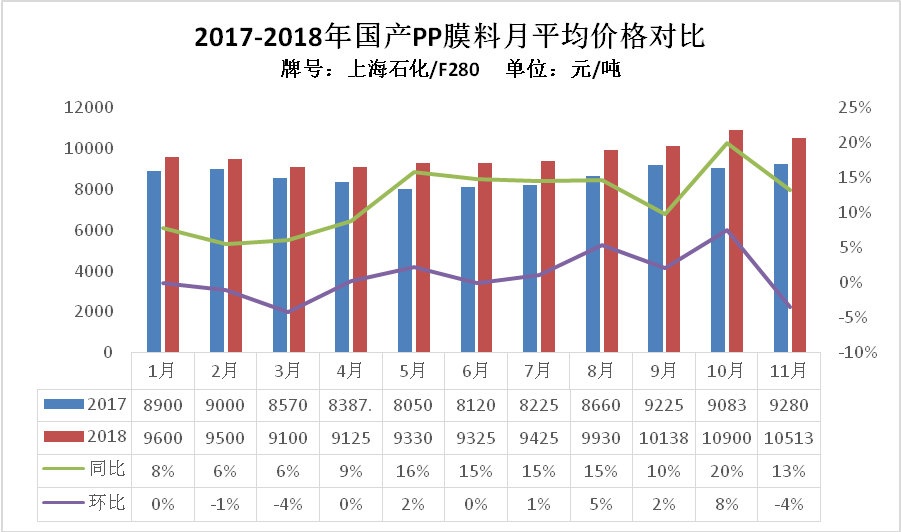 2017-2018年国产PP膜料月平均价格对比
牌号：上海石化/F280 单位：元/吨
12000 25%
10000 20%
8000 15%
6000 10%
4000 5%
2000 0%
0 -5%
-10%
1月 2月 3月 4月 5月 6月 7月 8月 9月 10月 11月
2017 8900 9000 8570 8387. 8050 8120 8225 8660 9225 9083 9280
2018 9600 9500 9100 9125 9330 9325 9425 9930 10138 10900 10513
同比 8% 6% 6% 9% 16% 15% 15% 15% 10% 20% 13%
环比 0% -1% -4% 0% 2% 0% 1% 5% 2% 8% -4%